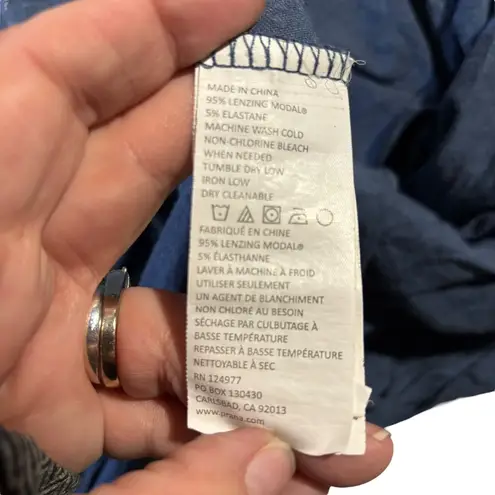 MADE IN CHINA
95% LENZING MODAL®
5% ELASTANE
MACHINE WASH COLD
NON-CHLORINE BLEACH
WHEN NEEDED
TUMBLE DRY LOW
IRON LOW
DRY CLEANABLE
FABRIQUÉ EN CHINE
95% LENZING MODAL®
5% ÉLASTHANNE
LAVER À MACHINE À FROID
UTILISER SEULEMENT
UN AGENT DE BLANCHIMENT
NON CHLORÉ AU BESOIN
SÉCHAGE PAR CULBUTAGE À
BASSE TEMPÉRATURE
REPASSER À BASSE TEMPÉRATURE
NETTOYABLE À SEC
RN 124977
PO BOX 130430
CARLSBAD, CA 92013
www.prana.com